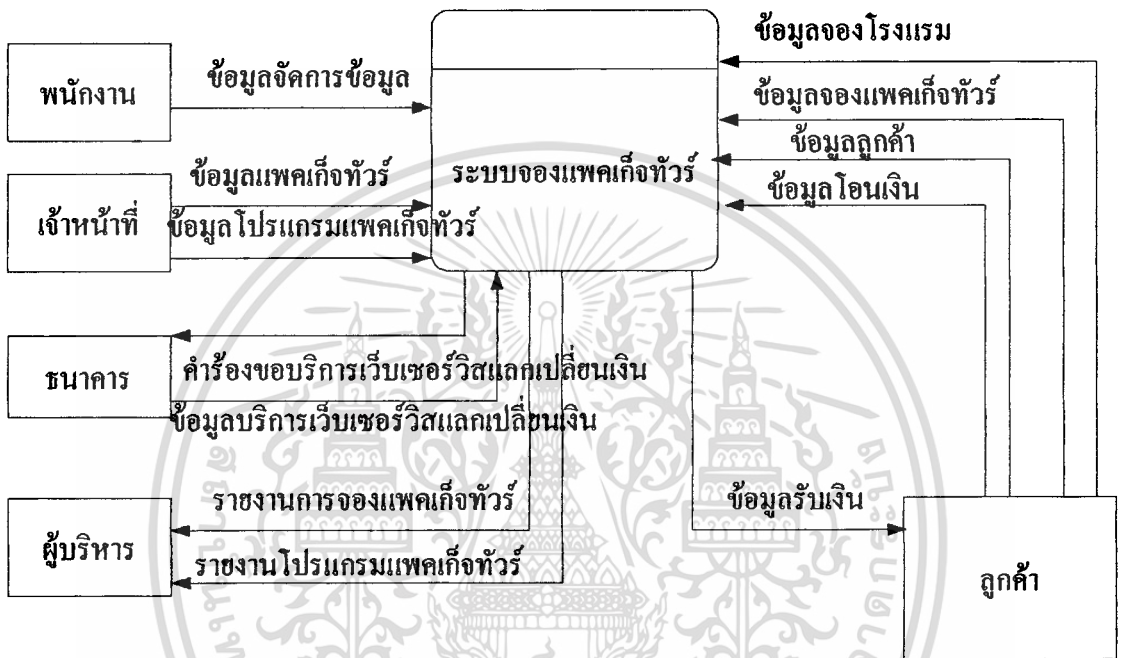 ข้อมูลจองโรงแรม
พนักงาน
ข้อมูลจัดการข้อมูล
ข้อมูลจองแพคเก็จทัวร์
ข้อมูลลูกค้า
ข้อมูลแพคเก็จทัวร์
ระบบจองแพคเก็จทัวร์
ข้อมูลโอนเงิน
เจ้าหน้าที่
ข้อมูลโปรแกรมแพคเก็จทัวร์
ธนาคาร
คำร้องขอบริการเว็บเซอร์วิสแลกเปลี่ยนเงิน
ข้อมูลบริการเว็บเซอร์วิสแลกเปลี่ยนเงิน
รายงานการจองแพคเก็จทัวร์
ข้อมูลรับเงิน
ผู้บริหาร
รายงานโปรแกรมแพคเก็จทัวร์
ลูกค้า